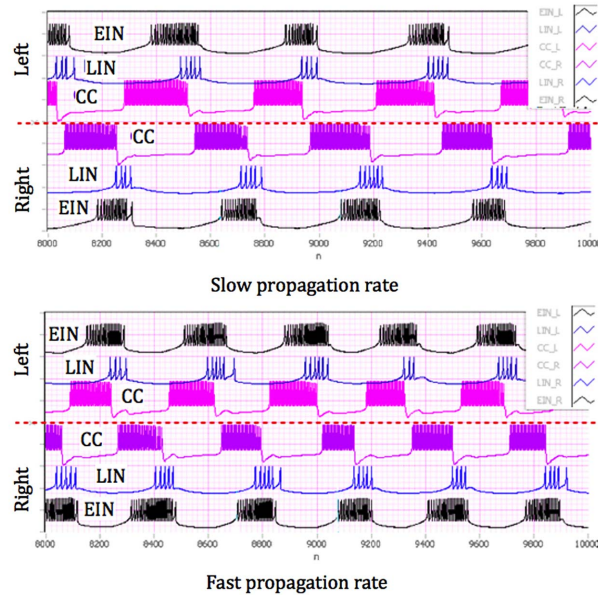 EIN
LIN
CC
Left
EIN_L
LIN_L
CC_L
CC_R
LIN_R
EIN_R
CC
LIN
EIN
Right
8000 8200 8400 8600 8800 9000 9200 9400 9600 9800 1000
n
Slow propagation rate
EIN
LIN
CC
Left
EIN_L
LIN_L
CC_L
CC_R
LIN_R
EIN_R
CC
LIN
EIN
Right
8000 8200 8400 8600 8800 9000 9200 9400 9600 9800 1000
n
Fast propagation rate